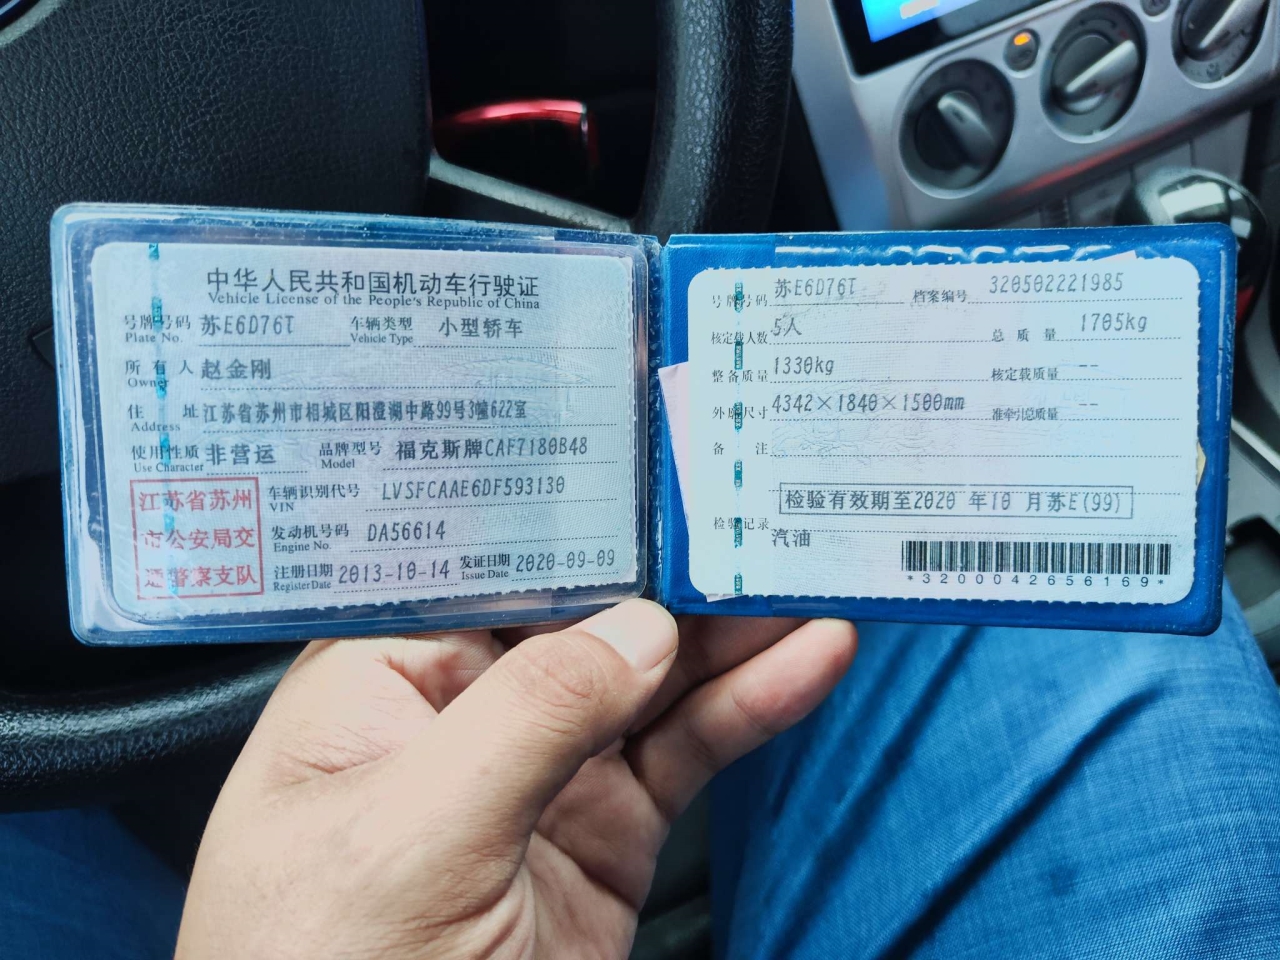 中华人民共和国机动车行驶证
Vehicle License of the People's Republic of China
号牌号码 苏E6D76T 车辆类型 小型轿车
Plate No. Vehicle Type
所有人 赵金刚
Owner
住址 江苏省苏州市相城区阳澄湖中路99号3幢622室
Address
使用性质 非营运 品牌型号 福克斯牌CAF7180B48
Use Character Model
江苏省苏州
市公安局交
通警察支队
车辆识别代号 LVSFCAAE6DF593130
VIN
发动机号码 DA56614
Engine No.
注册日期 2013-10-14 发证日期 2020-09-09
Register Date Issue Date
号牌号码 苏E6D76T 档案编号 320502221985
核定载人数 5人 总质量 1705kg
整备质量 1330kg 核定载质量 --
外廓尺寸 4342×1840×1500mm 准牵引总质量 --
备注
检验有效期至2020 年10 月苏E(99)
检验记录
汽油
*3200042656169*